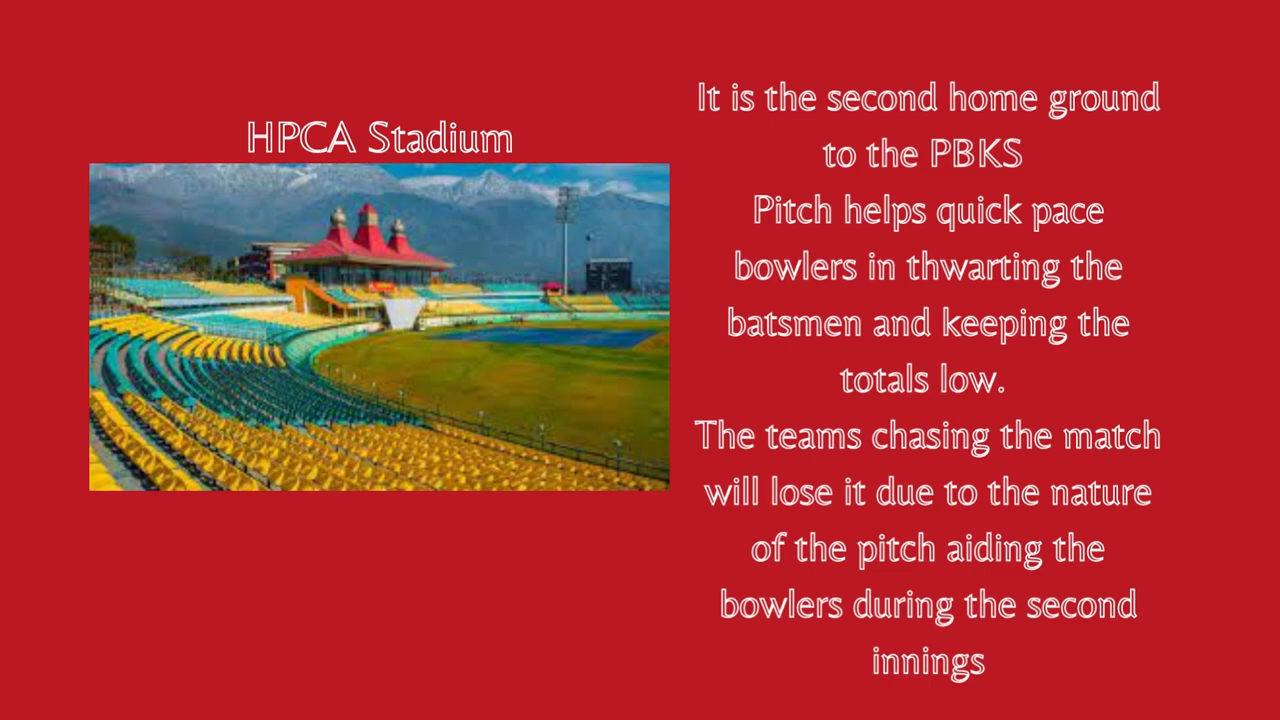 HPCA Stadium
It is the second home ground
to the PBKS
Pitch helps quick pace
bowlers in thwarting the
batsmen and keeping the
totals low.
The teams chasing the match
will lose it due to the nature
of the pitch aiding the
bowlers during the second
innings